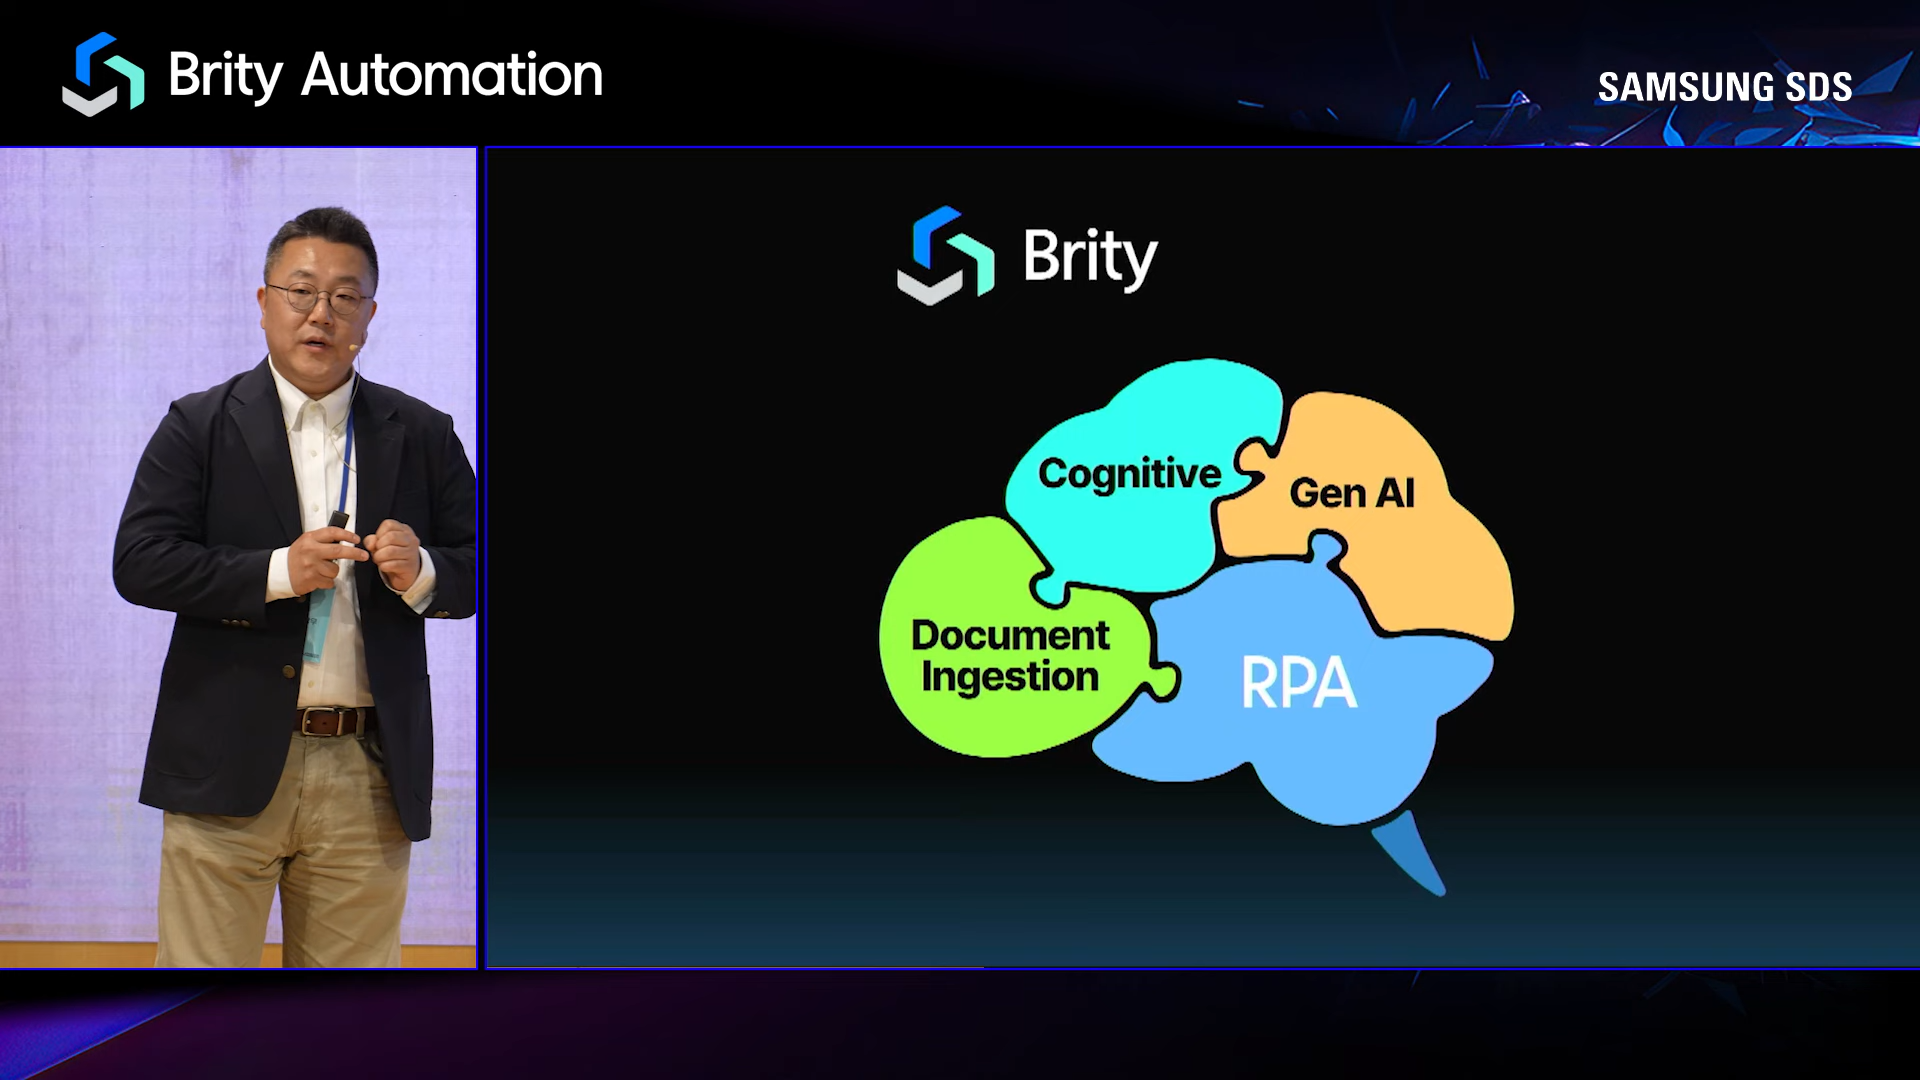 Brity Automation
SAMSUNG SDS
Brity
Cognitive
Gen AI
Document
Ingestion
RPA